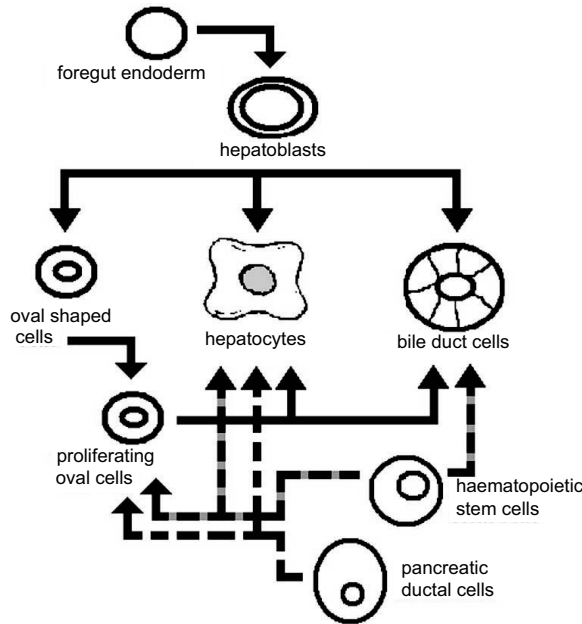 foregut endoderm
hepatoblasts
oval shaped
cells
hepatocytes
bile duct cells
proliferating
oval cells
haematopoietic
stem cells
pancreatic
ductal cells